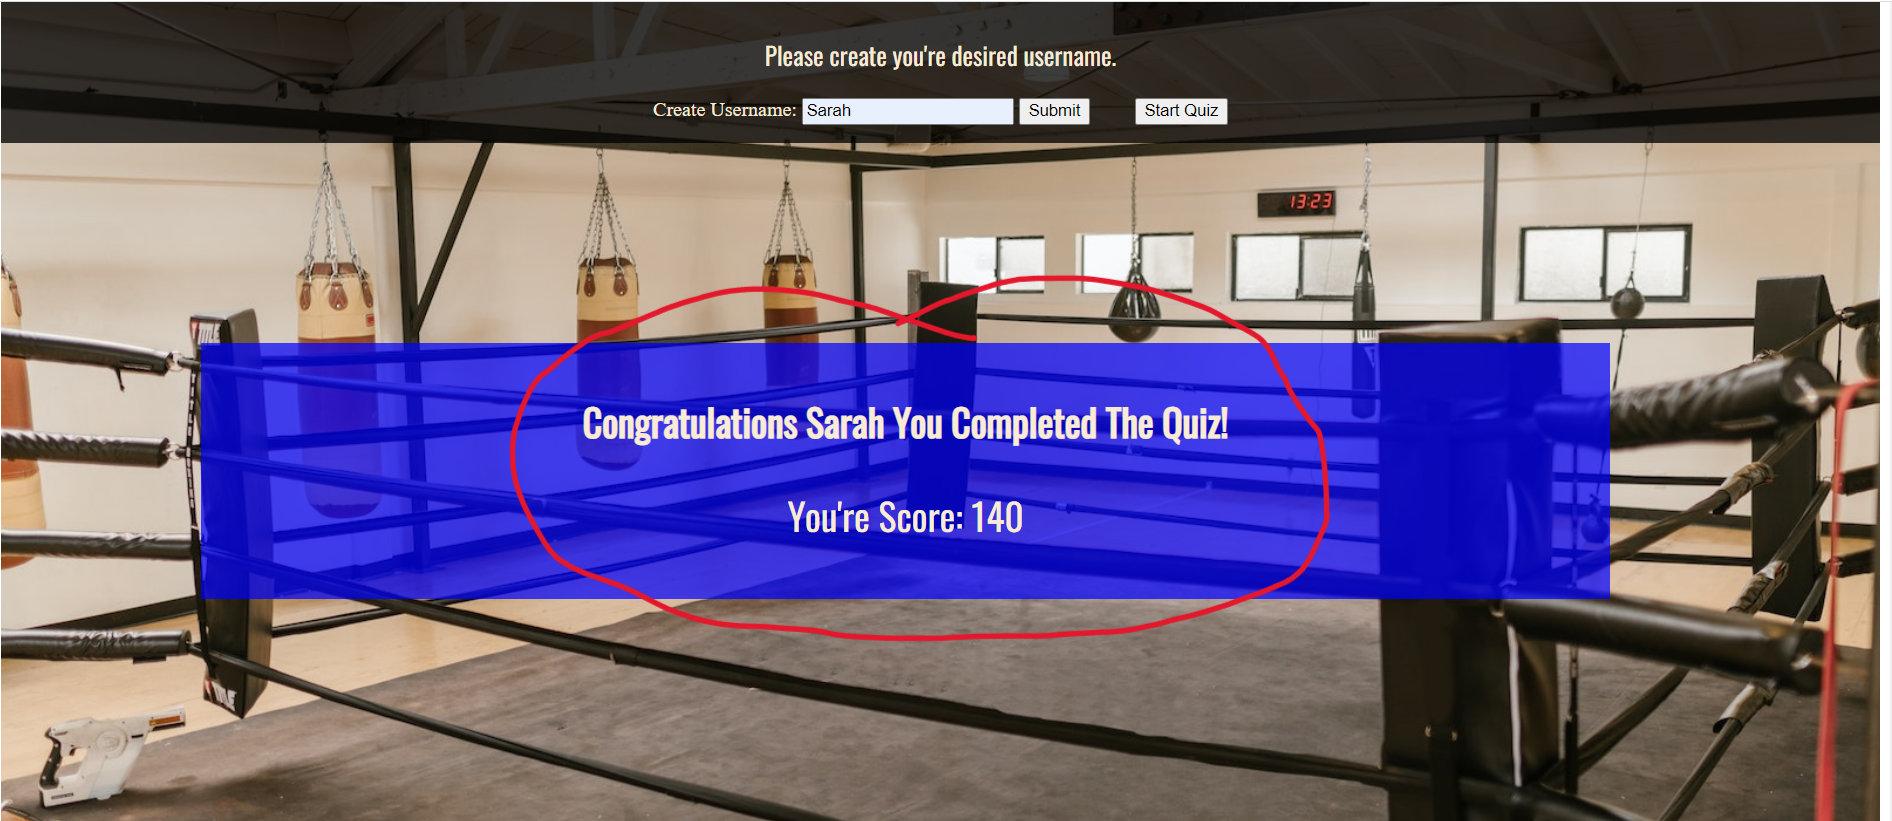 Please create you're desired username.
Create Username: Sarah Submit Start Quiz
13:23
Congratulations Sarah You Completed The Quiz!
You're Score: 140